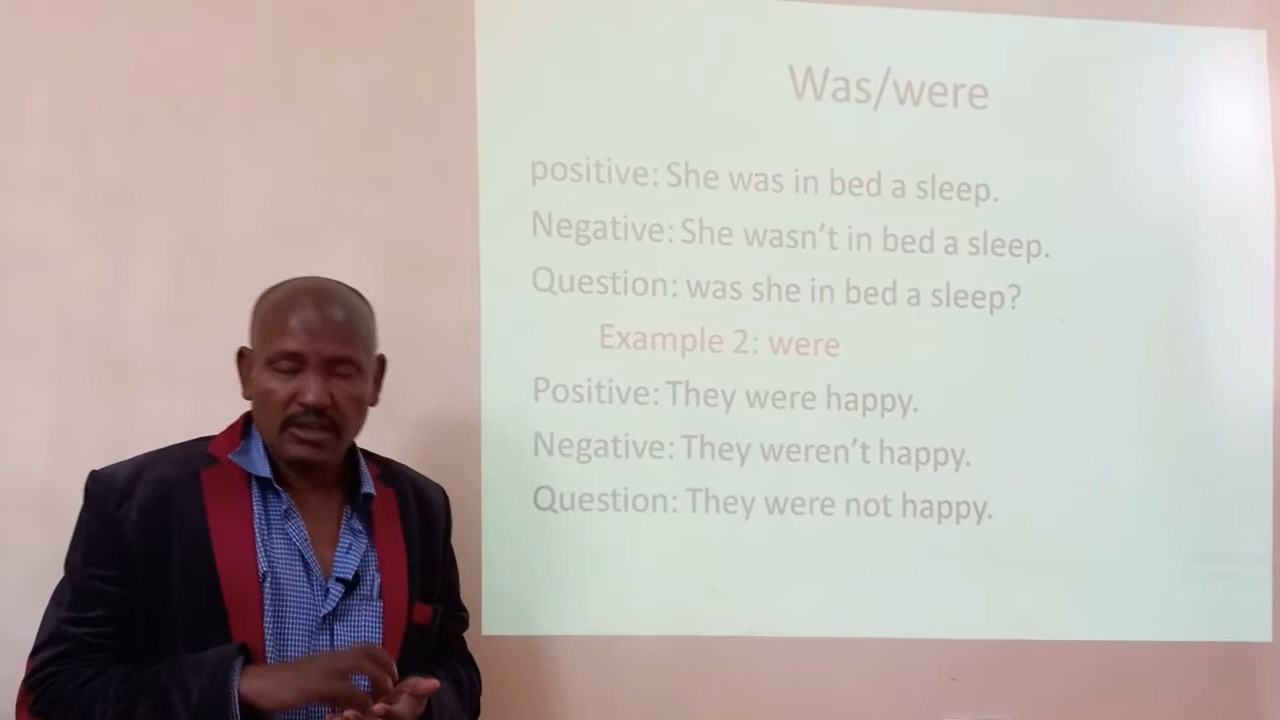 Was/were
positive: She was in bed a sleep.
Negative: She wasn't in bed a sleep.
Question: was she in bed a sleep?
Example 2: were
Positive: They were happy.
Negative: They weren't happy.
Question: They were not happy.